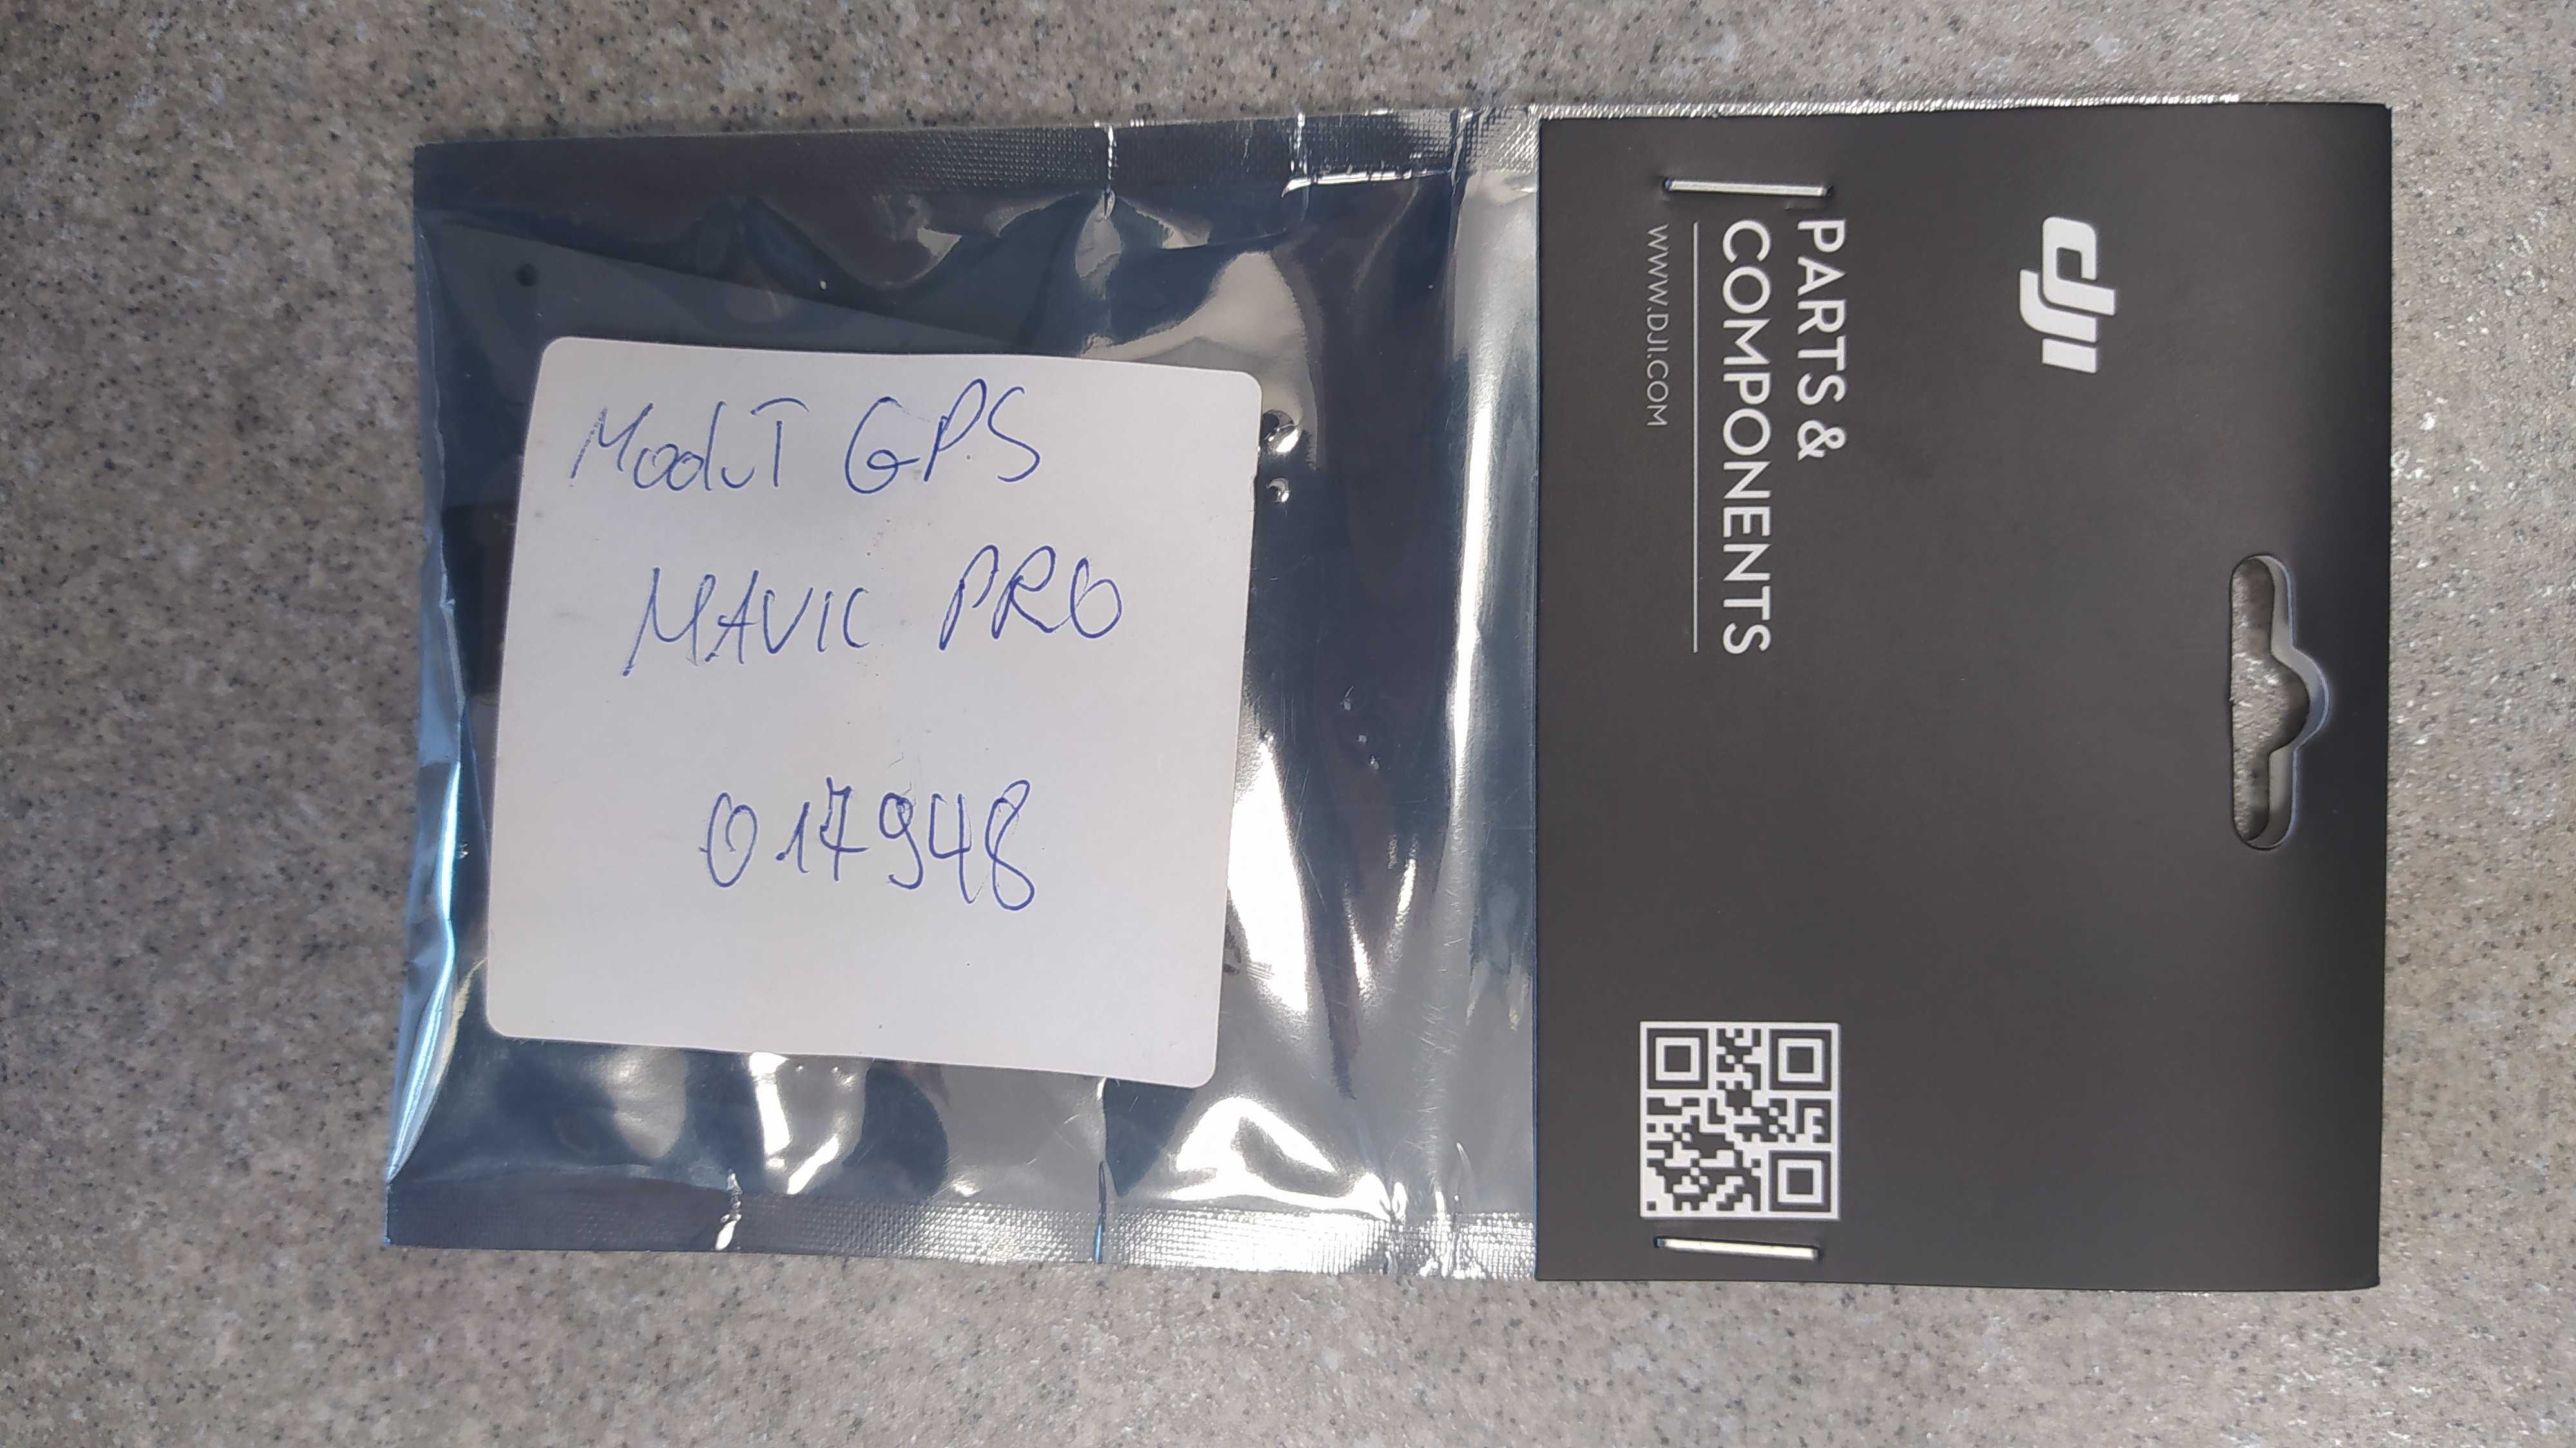 Moduł GPS
MAVIC PRO
017948
dji
PARTS &
COMPONENTS
WWW.DJI.COM